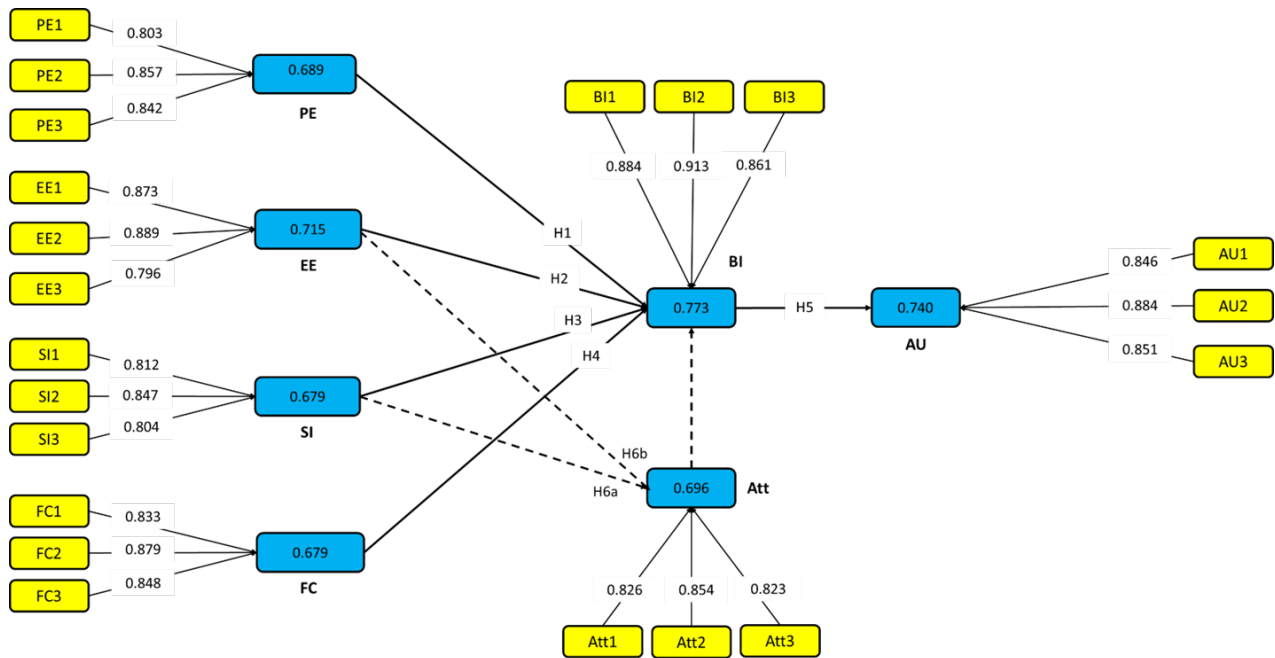 PE1
0.803
PE2
0.857
0.689
PE3
0.842
PE
BI1
BI2
BI3
0.884
0.913
0.861
EE1
0.873
EE2
0.889
0.715
EE3
0.796
EE
H1
H2
H3
H4
BI
0.773
H5
0.740
AU
0.846
AU1
0.884
AU2
0.851
AU3
SI1
0.812
SI2
0.847
0.679
SI3
0.804
SI
H6b
H6a
0.696
Att
FC1
0.833
FC2
0.879
0.679
FC3
0.848
FC
0.826
0.854
0.823
Att1
Att2
Att3